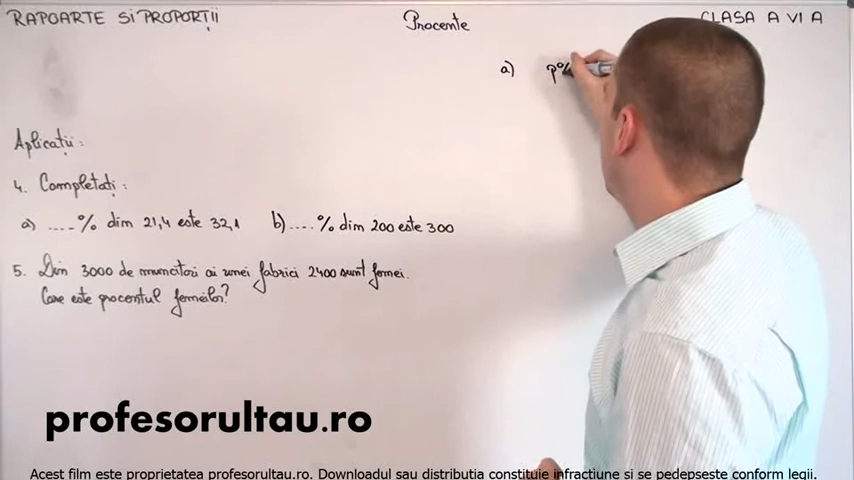 RAPOARTE SI PROPORȚII
Procente
CLASA A VI A
a) p%
Aplicații:
4. Completați:
a) ....% din 21,4 este 32,1 b) ....% din 200 este 300
5. Din 3000 de muncitori ai unei fabrici 2400 sunt femei.
Care este procentul femeilor?
profesorultau.ro
Acest film este proprietatea profesorultau.ro. Downloadul sau distributia constituie infractiune si se pedepseste conform legii.